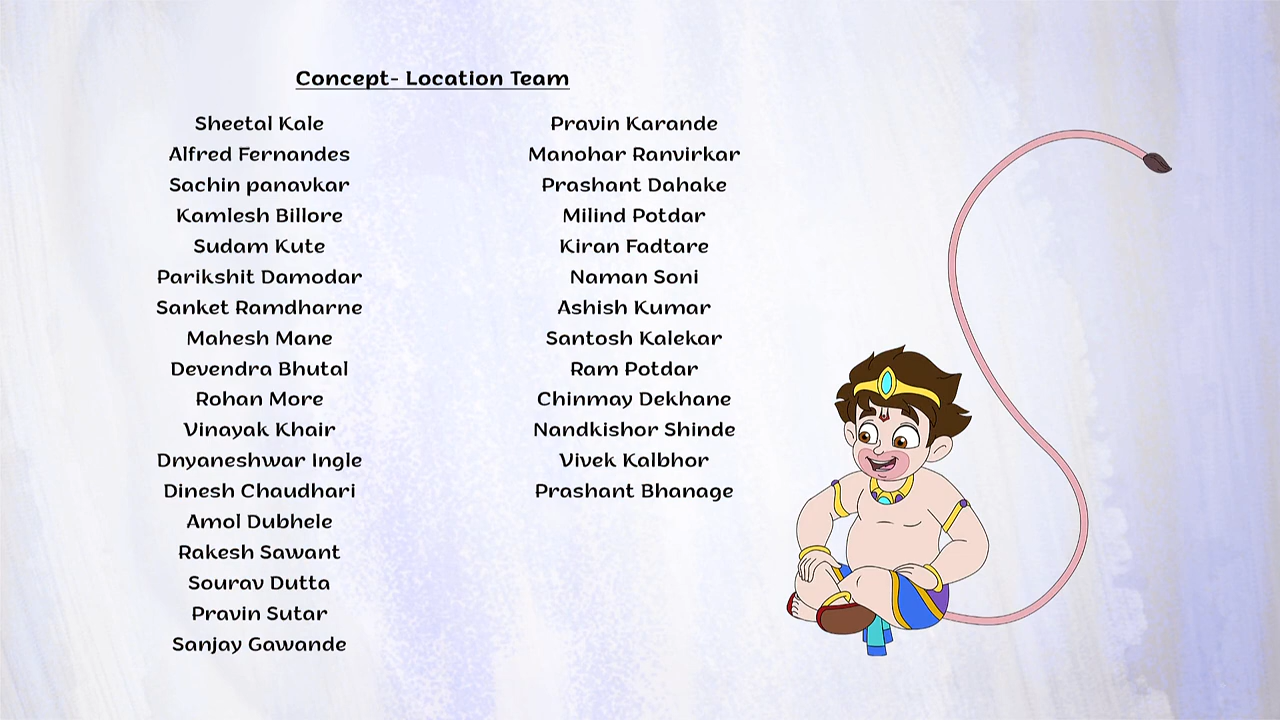 Concept- Location Team
Sheetal Kale
Alfred Fernandes
Sachin panavkar
Kamlesh Billore
Sudam Kute
Parikshit Damodar
Sanket Ramdharne
Mahesh Mane
Devendra Bhutal
Rohan More
Vinayak Khair
Dnyaneshwar Ingle
Dinesh Chaudhari
Amol Dubhele
Rakesh Sawant
Sourav Dutta
Pravin Sutar
Sanjay Gawande
Pravin Karande
Manohar Ranvirkar
Prashant Dahake
Milind Potdar
Kiran Fadtare
Naman Soni
Ashish Kumar
Santosh Kalekar
Ram Potdar
Chinmay Dekhane
Nandkishor Shinde
Vivek Kalbhor
Prashant Bhanage